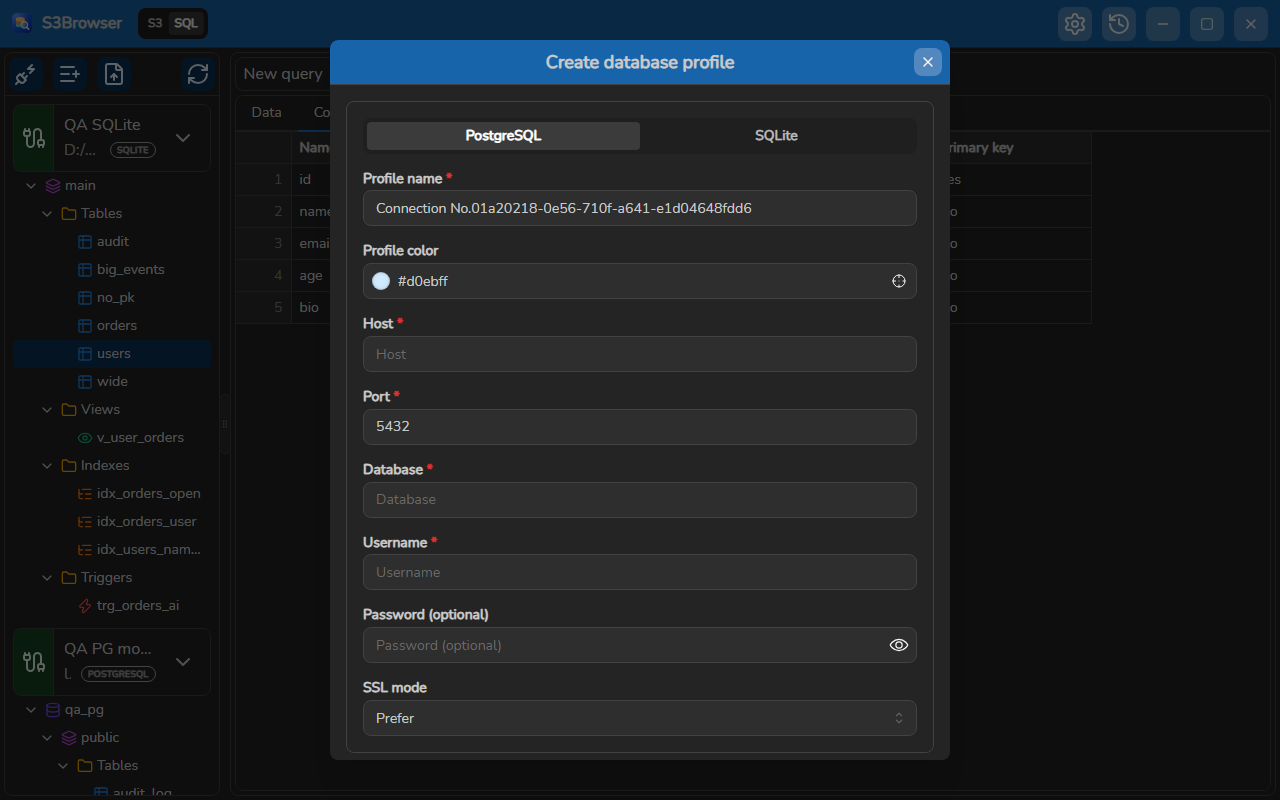 S3Browser S3 SQL
Create database profile
New query
QA SQLite
D:/... SQLITE
main
Tables
audit
big_events
no_pk
orders
users
wide
Views
v_user_orders
Indexes
idx_orders_open
idx_orders_user
idx_users_nam...
Triggers
trg_orders_ai
QA PG mo...
POSTGRESQL
qa_pg
public
Tables
audit_log
Data Co
1 id
2 name
3
4 age
5 bio
key
PostgreSQL SQLite
Profile name *
Connection No.01a20218-0e56-710f-a641-e1d04648fdd6
Profile color
#d0ebff
Host *
Host
Port *
5432
Database *
Database
Username *
Username
Password (optional)
Password (optional)
SSL mode
Prefer